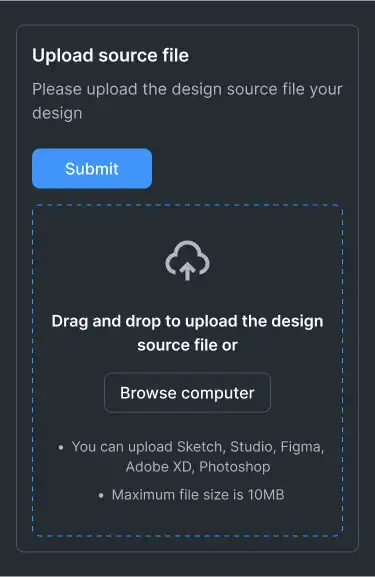 Upload source file
Please upload the design source file your
design
Submit
Drag and drop to upload the design
source file or
Browse computer
• You can upload Sketch, Studio, Figma,
Adobe XD, Photoshop
• Maximum file size is 10MB